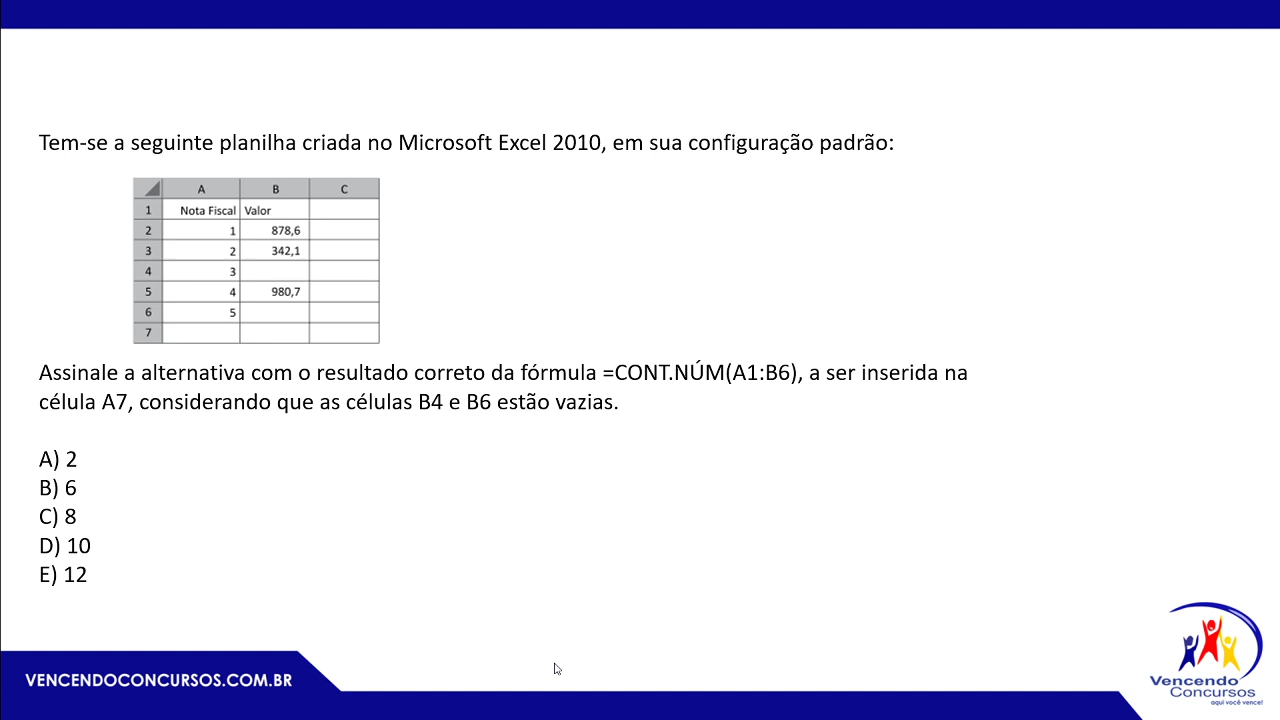 Tem-se a seguinte planilha criada no Microsoft Excel 2010, em sua configuração padrão:
A B C
1 Nota Fiscal Valor
2 1 878,6
3 2 342,1
4 3
5 4 980,7
6 5
7
Assinale a alternativa com o resultado correto da fórmula =CONT.NÚM(A1:B6), a ser inserida na
célula A7, considerando que as células B4 e B6 estão vazias.
A) 2
B) 6
C) 8
D) 10
E) 12
VENCENDOCONCURSOS.COM.BR
Vencendo
Concursos
aqui você vence!